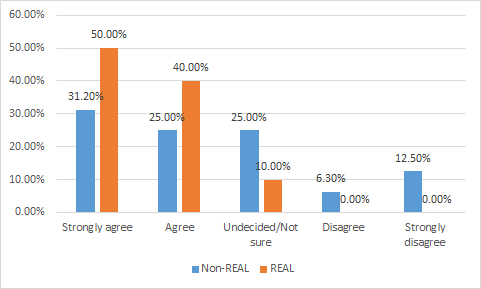 60.00%
50.00%
40.00%
30.00%
20.00%
10.00%
0.00%
31.20%
50.00%
25.00%
40.00%
25.00%
10.00%
6.30%
0.00%
12.50%
0.00%
Strongly agree
Agree
Undecided/Not
sure
Disagree
Strongly
disagree
Non-REAL
REAL